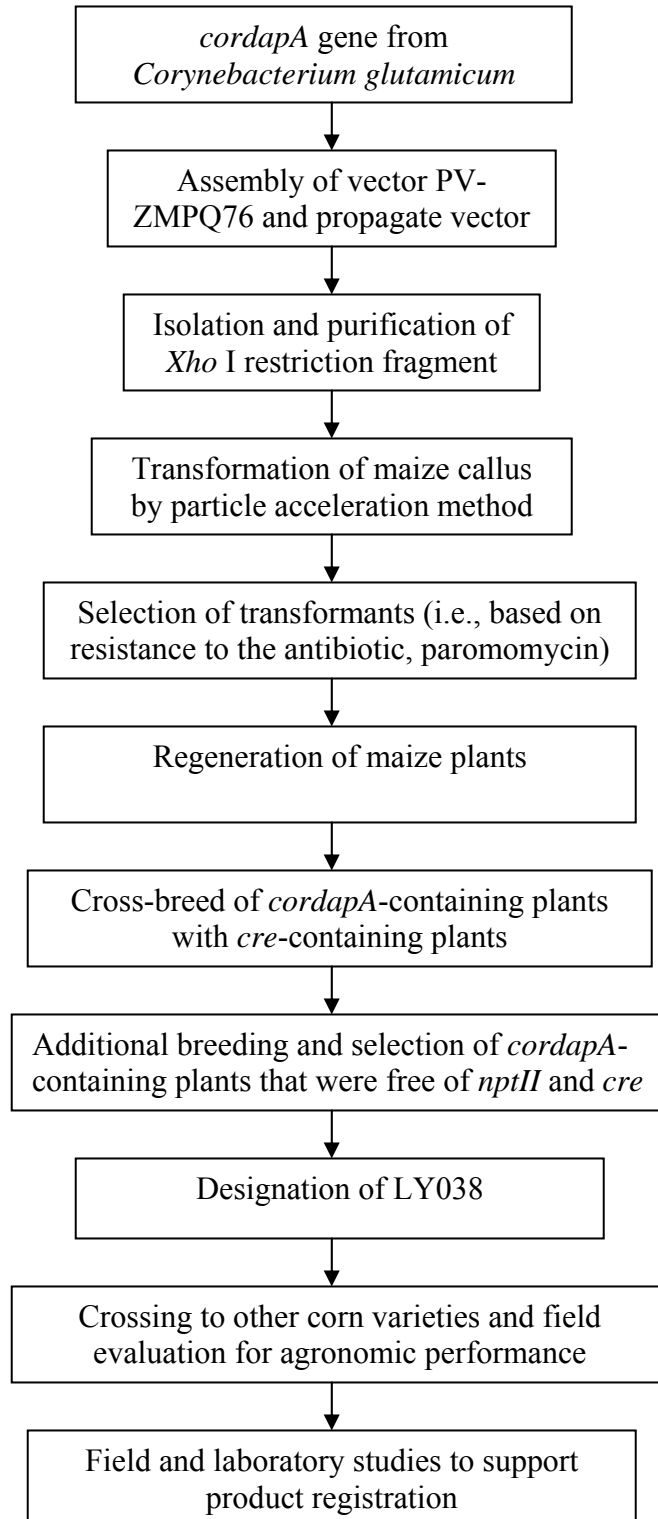 cordapA gene from
Corynebacterium glutamicum
Assembly of vector PV-
ZMPQ76 and propagate vector
Isolation and purification of
Xho I restriction fragment
Transformation of maize callus
by particle acceleration method
Selection of transformants (i.e., based on
resistance to the antibiotic, paromomycin)
Regeneration of maize plants
Cross-breed of cordapA-containing plants
with cre-containing plants
Additional breeding and selection of cordapA-
containing plants that were free of nptII and cre
Designation of LY038
Crossing to other corn varieties and field
evaluation for agronomic performance
Field and laboratory studies to support
product registration